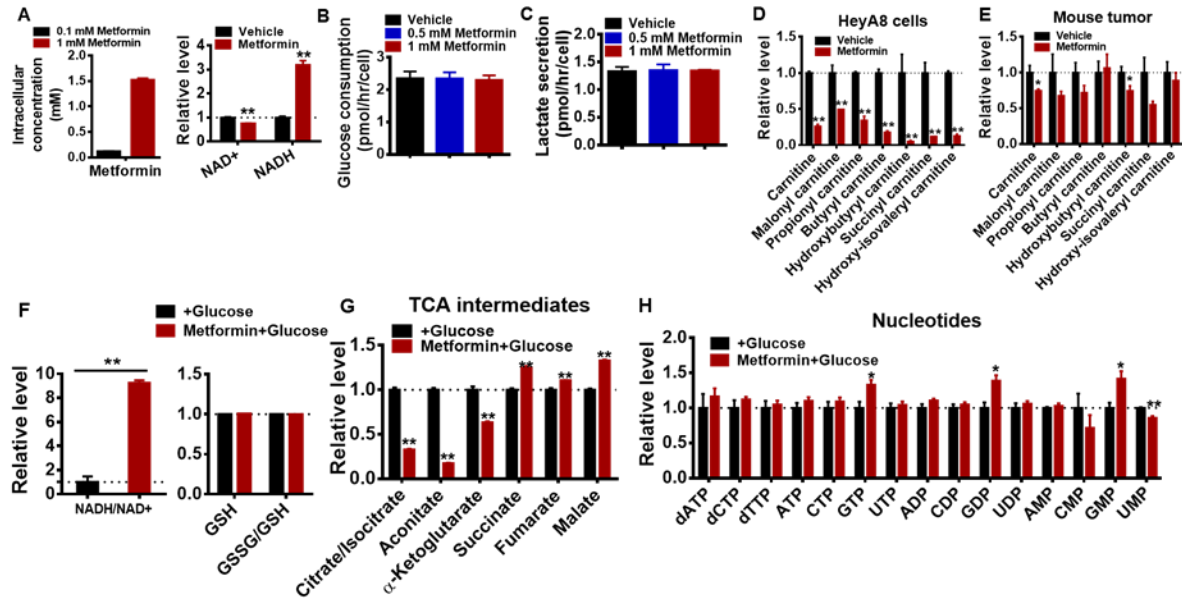 A
0.1 mM Metformin
1 mM Metformin
Intracellular
concentration
(mM)
2.0
1.5
1.0
0.5
0.0
Metformin
Vehicle
Metformin
Relative level
4
3
2
1
0
**
**
NAD+
NADH
B
Vehicle
0.5 mM Metformin
1 mM Metformin
Glucose consumption
(pmol/hr/cell)
3
2
1
0
C
Vehicle
0.5 mM Metformin
1 mM Metformin
Lactate secretion
(pmol/hr/cell)
2.0
1.5
1.0
0.5
0.0
D
HeyA8 cells
Vehicle
Metformin
Relative level
1.5
1.0
0.5
0.0
**
**
**
**
**
**
**
Carnitine
Malonyl carnitine
Propionyl carnitine
Butyryl carnitine
Hydroxybutyryl carnitine
Succinyl carnitine
Hydroxy-isovaleryl carnitine
E
Mouse tumor
Vehicle
Metformin
Relative level
1.5
1.0
0.5
0.0
*
*
Carnitine
Malonyl carnitine
Propionyl carnitine
Butyryl carnitine
Hydroxybutyryl carnitine
Succinyl carnitine
Hydroxy-isovaleryl carnitine
F
+Glucose
Metformin+Glucose
Relative level
10
8
6
4
2
0
**
NADH/NAD+
1.5
1.0
0.5
0.0
GSH
GSSG/GSH
G
TCA intermediates
+Glucose
Metformin+Glucose
Relative level
1.5
1.0
0.5
0.0
**
**
**
**
**
**
Citrate/Isocitrate
Aconitate
α-Ketoglutarate
Succinate
Fumarate
Malate
H
Nucleotides
+Glucose
Metformin+Glucose
Relative level
2.0
1.5
1.0
0.5
0.0
*
*
*
**
dATP
dCTP
dTTP
ATP
CTP
GTP
UTP
ADP
CDP
GDP
UDP
AMP
CMP
GMP
UMP